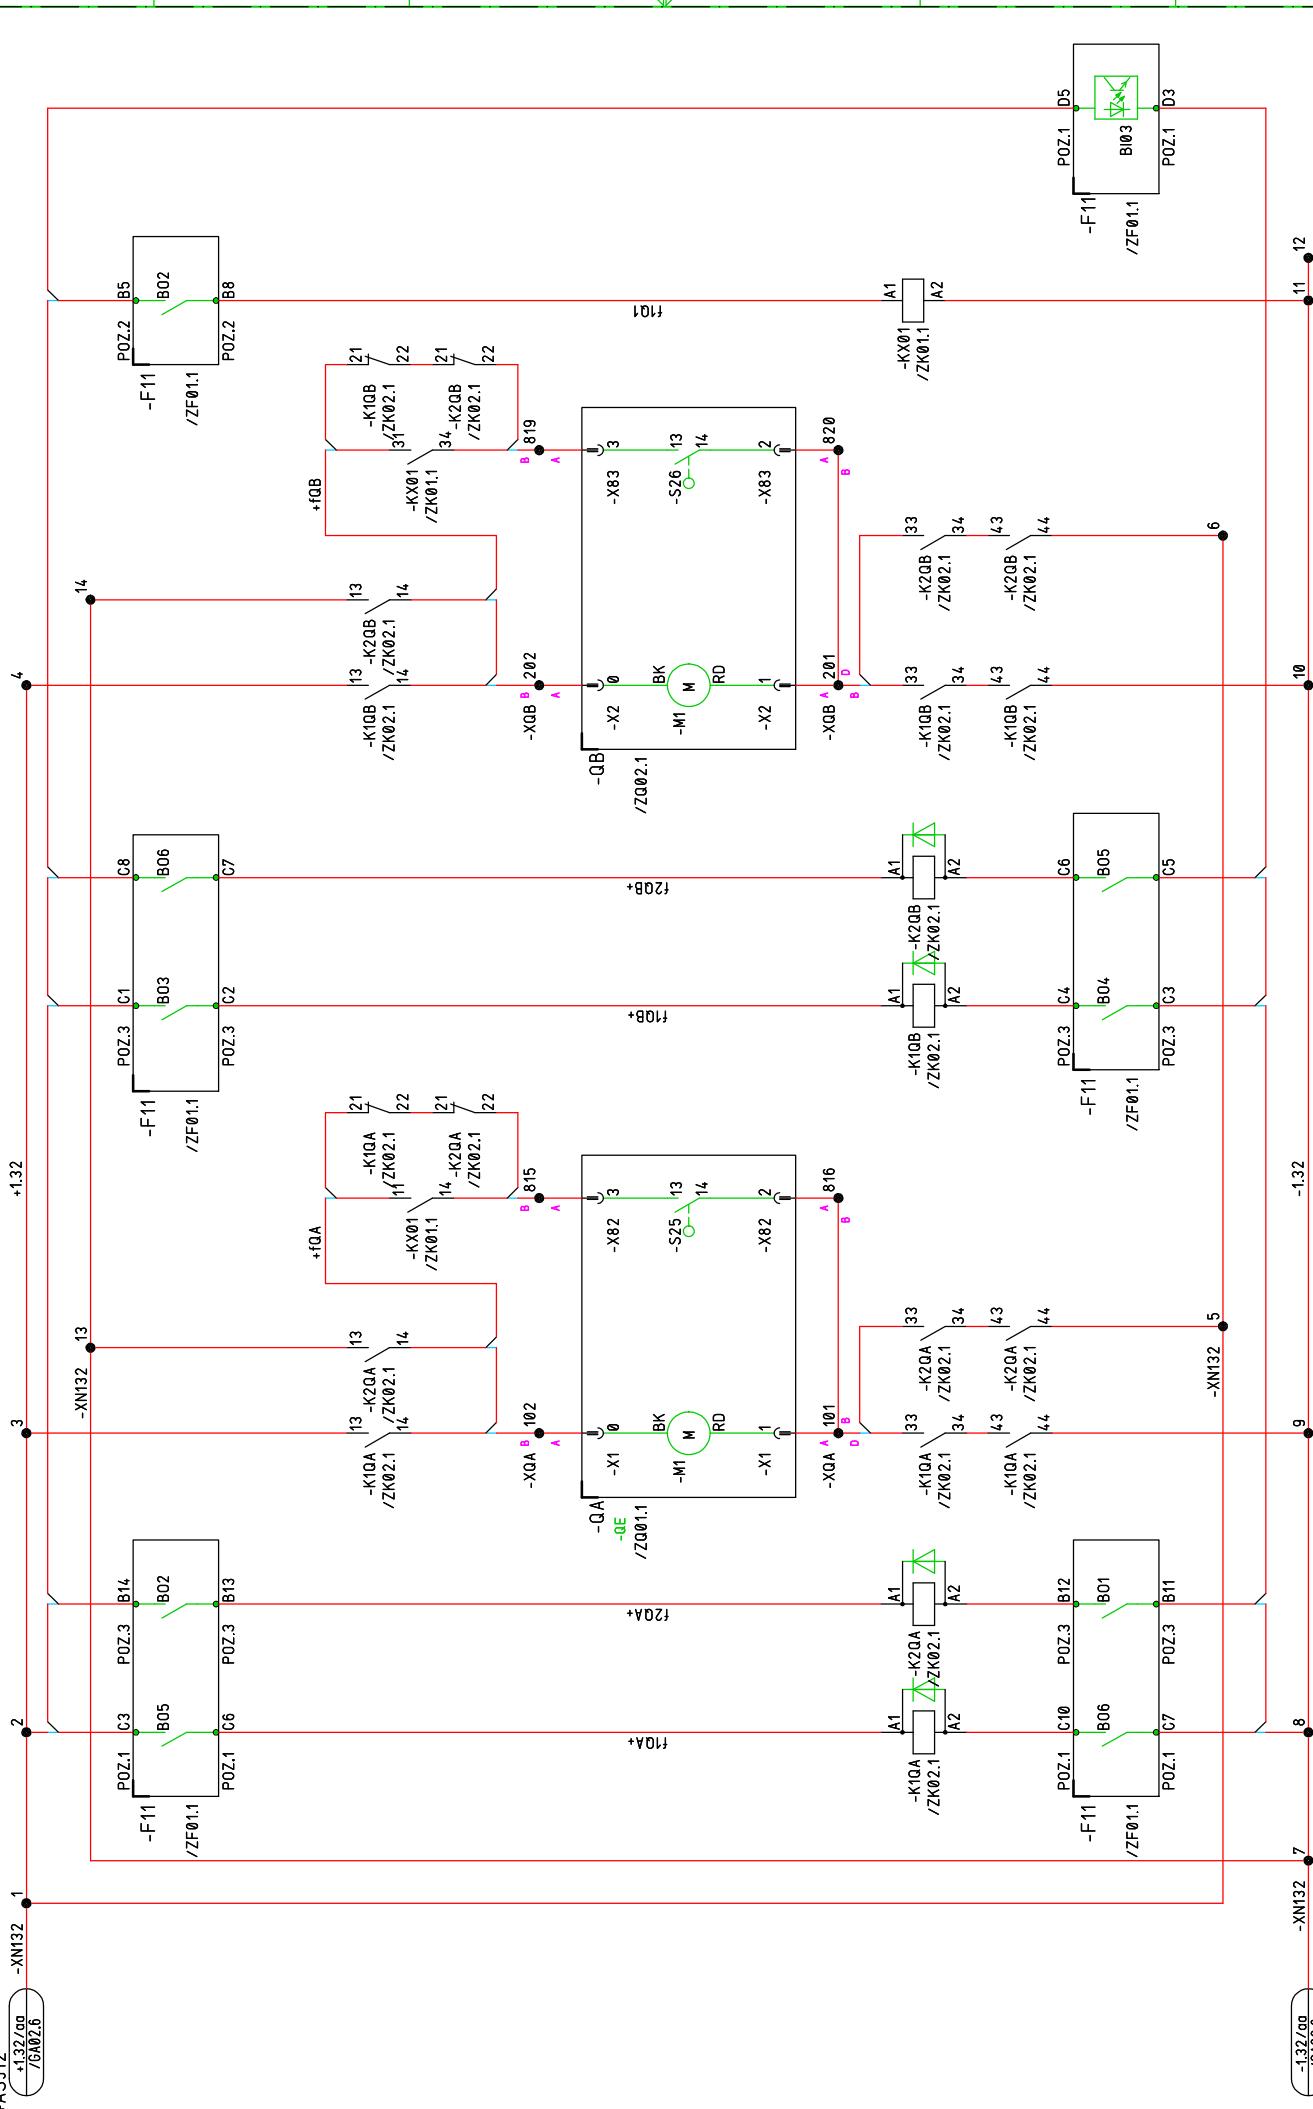 +1.32/aa
/GA02.6
-XN132
1
2
3
+1.32
4
-XN132
13
14
POZ.1 C3
POZ.3 B14
POZ.3 C1
C8
POZ.2 B5
-F11
BO5
BO2
-F11
BO3
BO6
-F11
BO2
/ZF01.1
/ZF01.1
/ZF01.1
POZ.1 C6
POZ.3 B13
POZ.3 C2
C7
POZ.2 B8
+fQA
+fQB
13
14
-K1QA
/ZK02.1
13
14
-K2QA
/ZK02.1
21
22
-K1QA
/ZK02.1
21
22
-K2QA
/ZK02.1
11
14
-KX01
/ZK01.1
13
14
-K1QB
/ZK02.1
13
14
-K2QB
/ZK02.1
21
22
-K1QB
/ZK02.1
21
22
-K2QB
/ZK02.1
31
34
-KX01
/ZK01.1
-XQA
B
102
A
B
815
A
-XQB
B
202
A
B
819
A
-QA
-QE
/ZQ01.1
-X1
0
BK
M
-M1
RD
-X1
1
-X82
3
-S25
13
14
-X82
2
-QB
/ZQ02.1
-X2
0
BK
M
-M1
RD
-X2
1
-X83
3
-S26
13
14
-X83
2
f1QA+
f2QA+
f1QB+
f2QB+
f1Q1
-XQA
A
101
D
B
A
816
B
-XQB
A
201
B
D
A
820
B
A1
A2
-K1QA
/ZK02.1
A1
A2
-K2QA
/ZK02.1
33
34
-K1QA
/ZK02.1
43
44
-K1QA
/ZK02.1
33
34
-K2QA
/ZK02.1
43
44
-K2QA
/ZK02.1
A1
A2
-K1QB
/ZK02.1
A1
A2
-K2QB
/ZK02.1
33
34
-K1QB
/ZK02.1
43
44
-K1QB
/ZK02.1
33
34
-K2QB
/ZK02.1
43
44
-K2QB
/ZK02.1
A1
A2
-KX01
/ZK01.1
POZ.1 C10
POZ.3 B12
POZ.3 C4
C6
POZ.1 D5
-F11
BO6
BO1
-F11
BO4
BO5
-F11
BI03
/ZF01.1
/ZF01.1
/ZF01.1
POZ.1 C7
POZ.3 B11
POZ.3 C3
C5
POZ.1 D3
-XN132
5
6
-1.32/aa
-XN132
7
8
9
-1.32
10
11
12